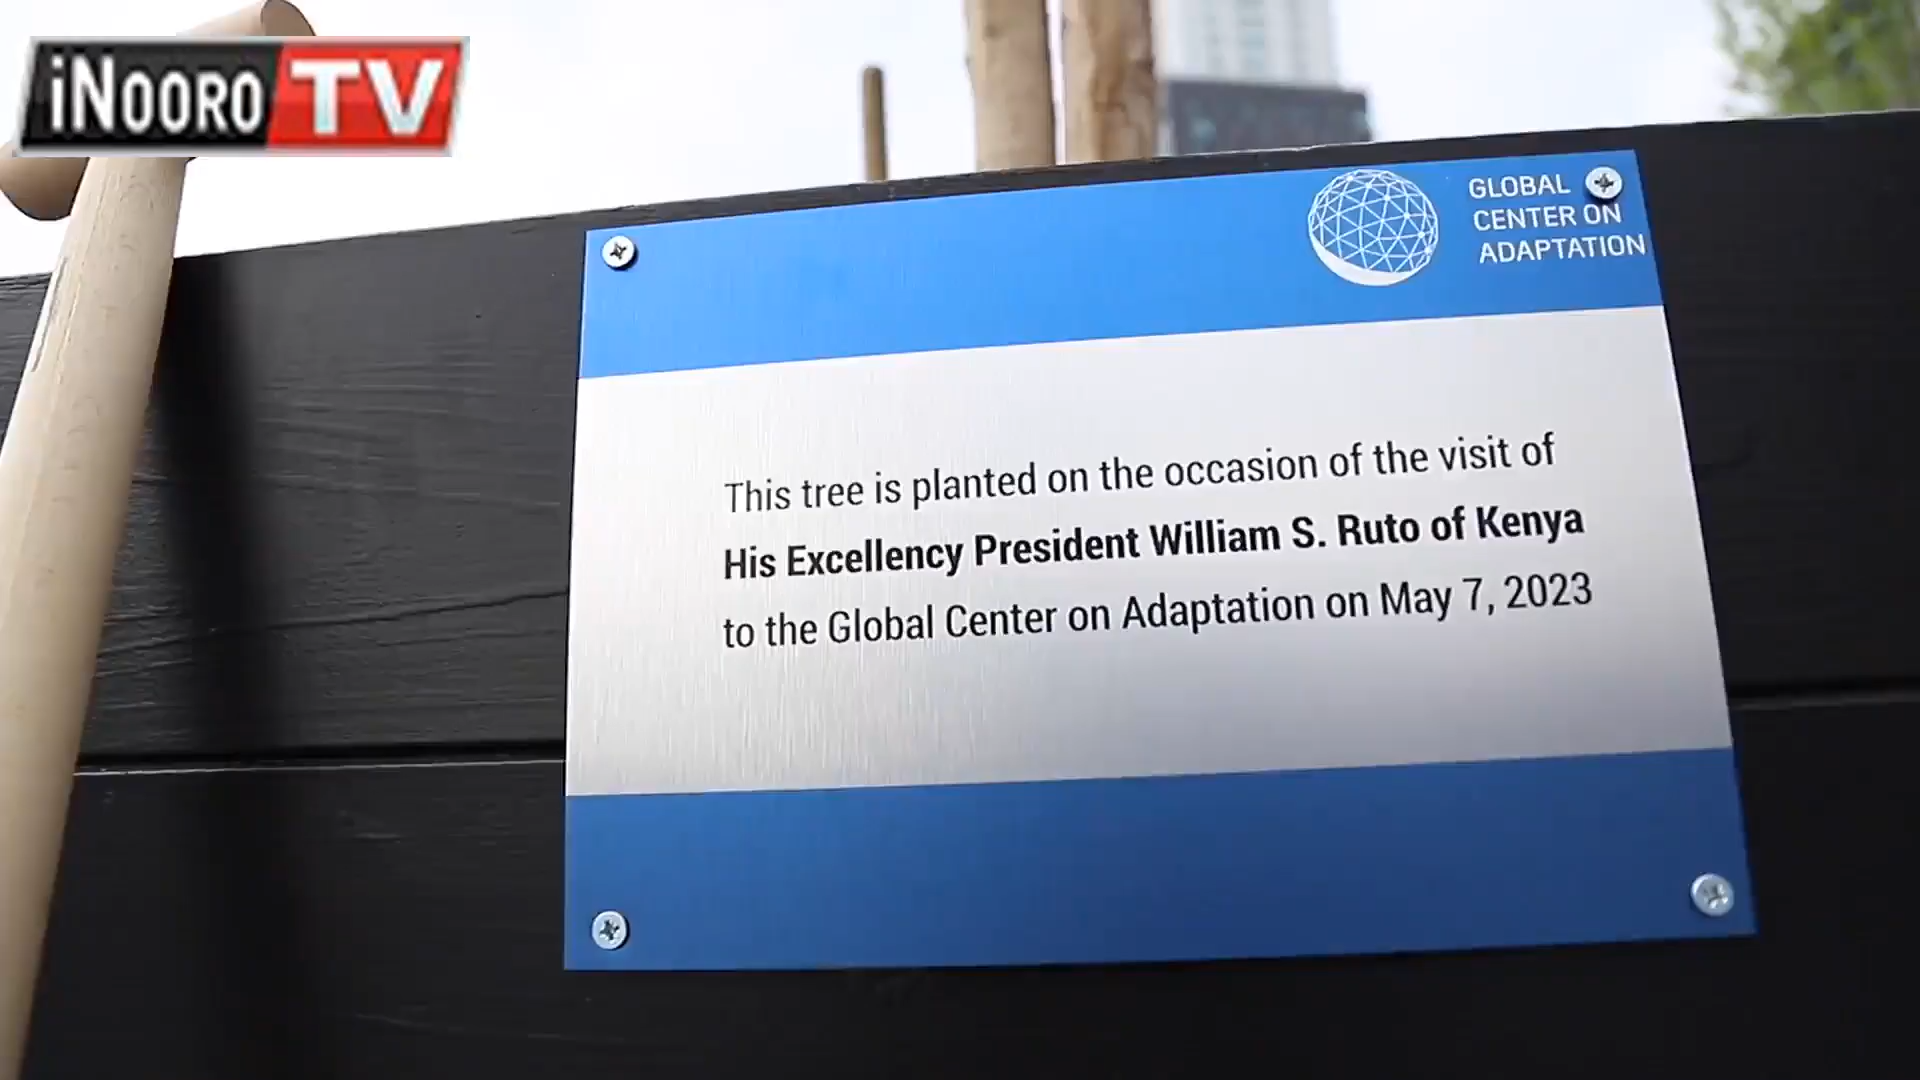 iNOORO TV
GLOBAL
CENTER ON
ADAPTATION
This tree is planted on the occasion of the visit of
His Excellency President William S. Ruto of Kenya
to the Global Center on Adaptation on May 7, 2023